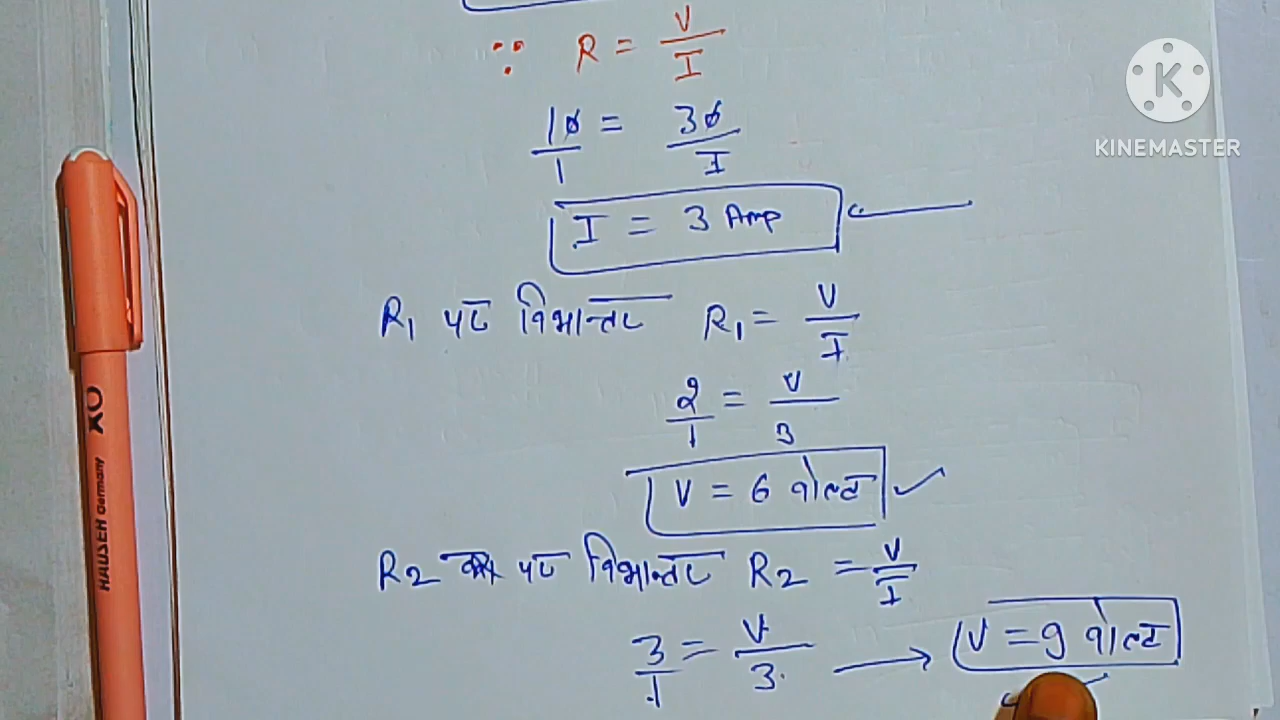 ∵ R = V/I
10/1 = 30/I
I = 3 Amp
R1 पर विभान्तर R1 = V/I
2/1 = V/3
V = 6 वोल्ट ✓
R2 पर विभान्तर R2 = V/I
3/1 = V/3 → V = 9 वोल्ट
K
KINEMASTER
HAUSER Germany XO